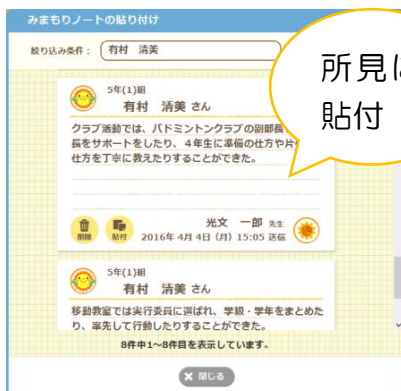 みまもりノートの貼り付け
絞り込み条件： 有村 清美
所見に
貼付
5年(1)組
有村 清美 さん
クラブ活動では、バドミントンクラブの副部長
長をサポートをしたり、４年生に準備の仕方や片
仕方を丁寧に教えたりすることができた。
削除 貼付
光文 一郎 先生
2016年 4月 4日（月）15:05 送信
5年(1)組
有村 清美 さん
移動教室では実行委員に選ばれ、学級・学年をまとめた
り、率先して行動したりすることができた。
8件中1～8件目を表示しています。
閉じる